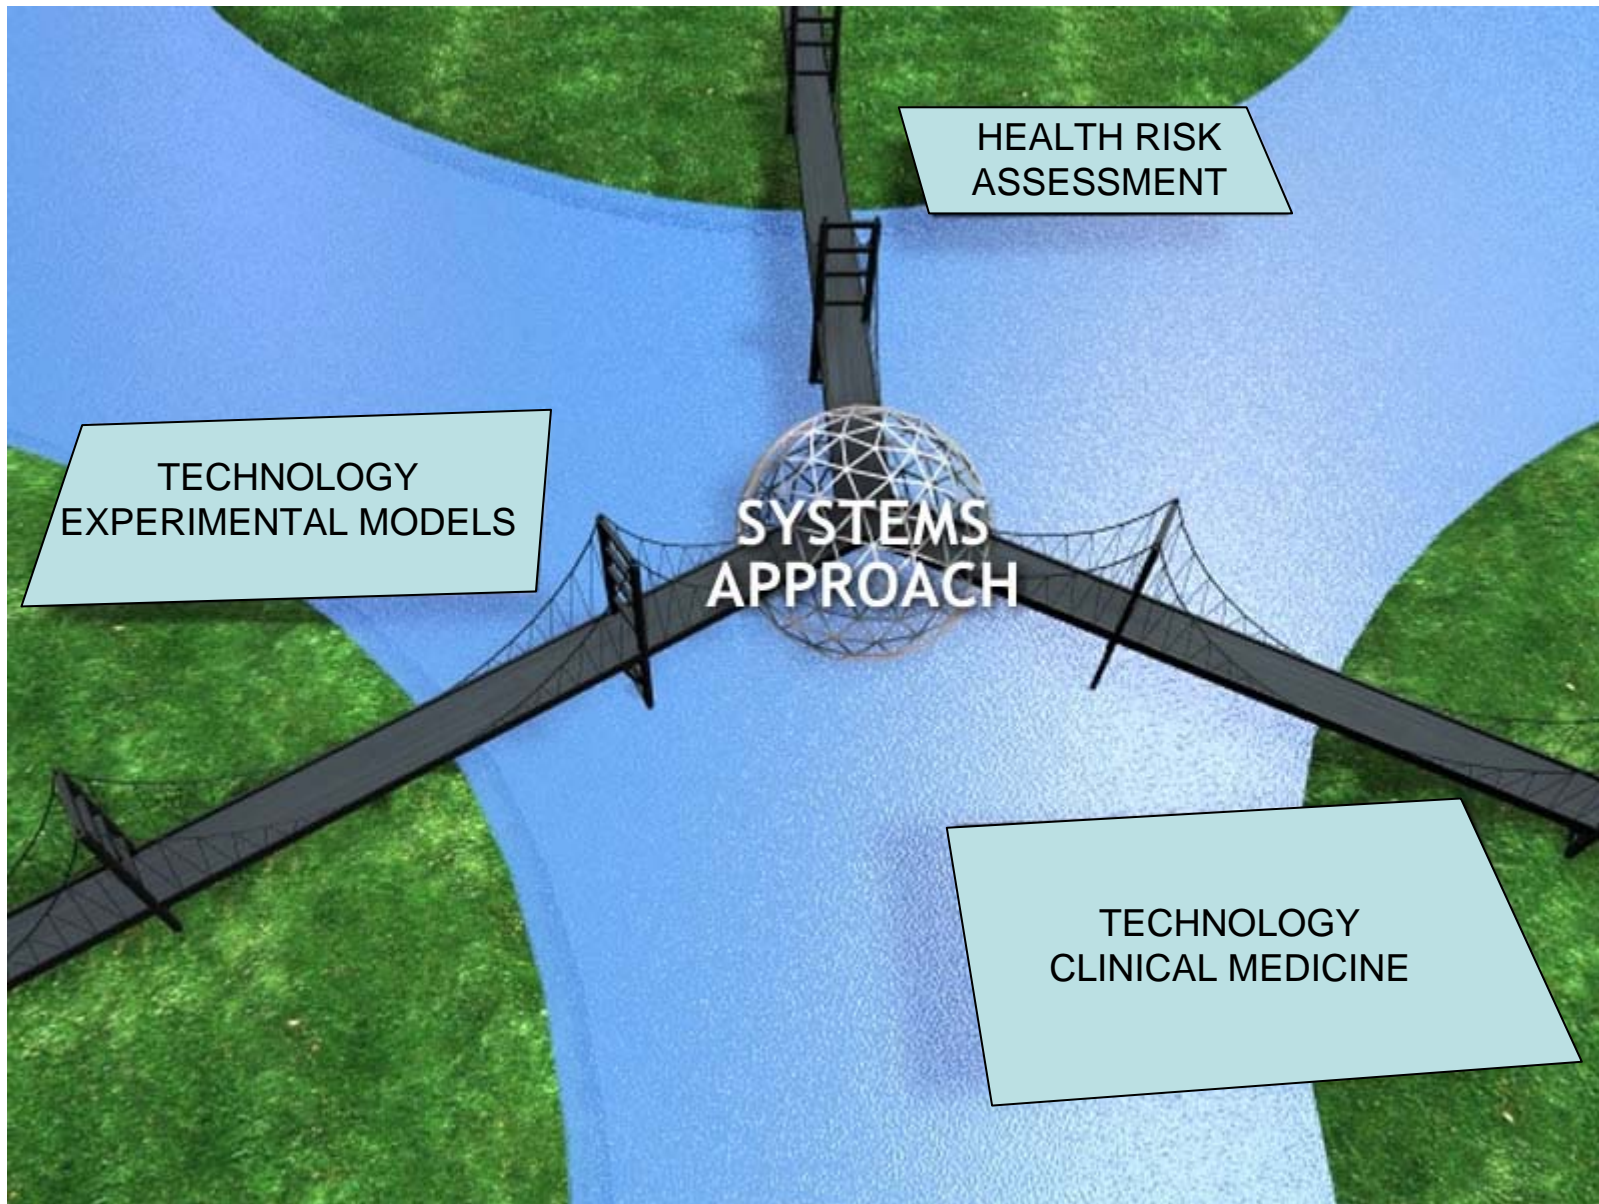 HEALTH RISK
ASSESSMENT
TECHNOLOGY
EXPERIMENTAL MODELS
SYSTEMS
APPROACH
TECHNOLOGY
CLINICAL MEDICINE